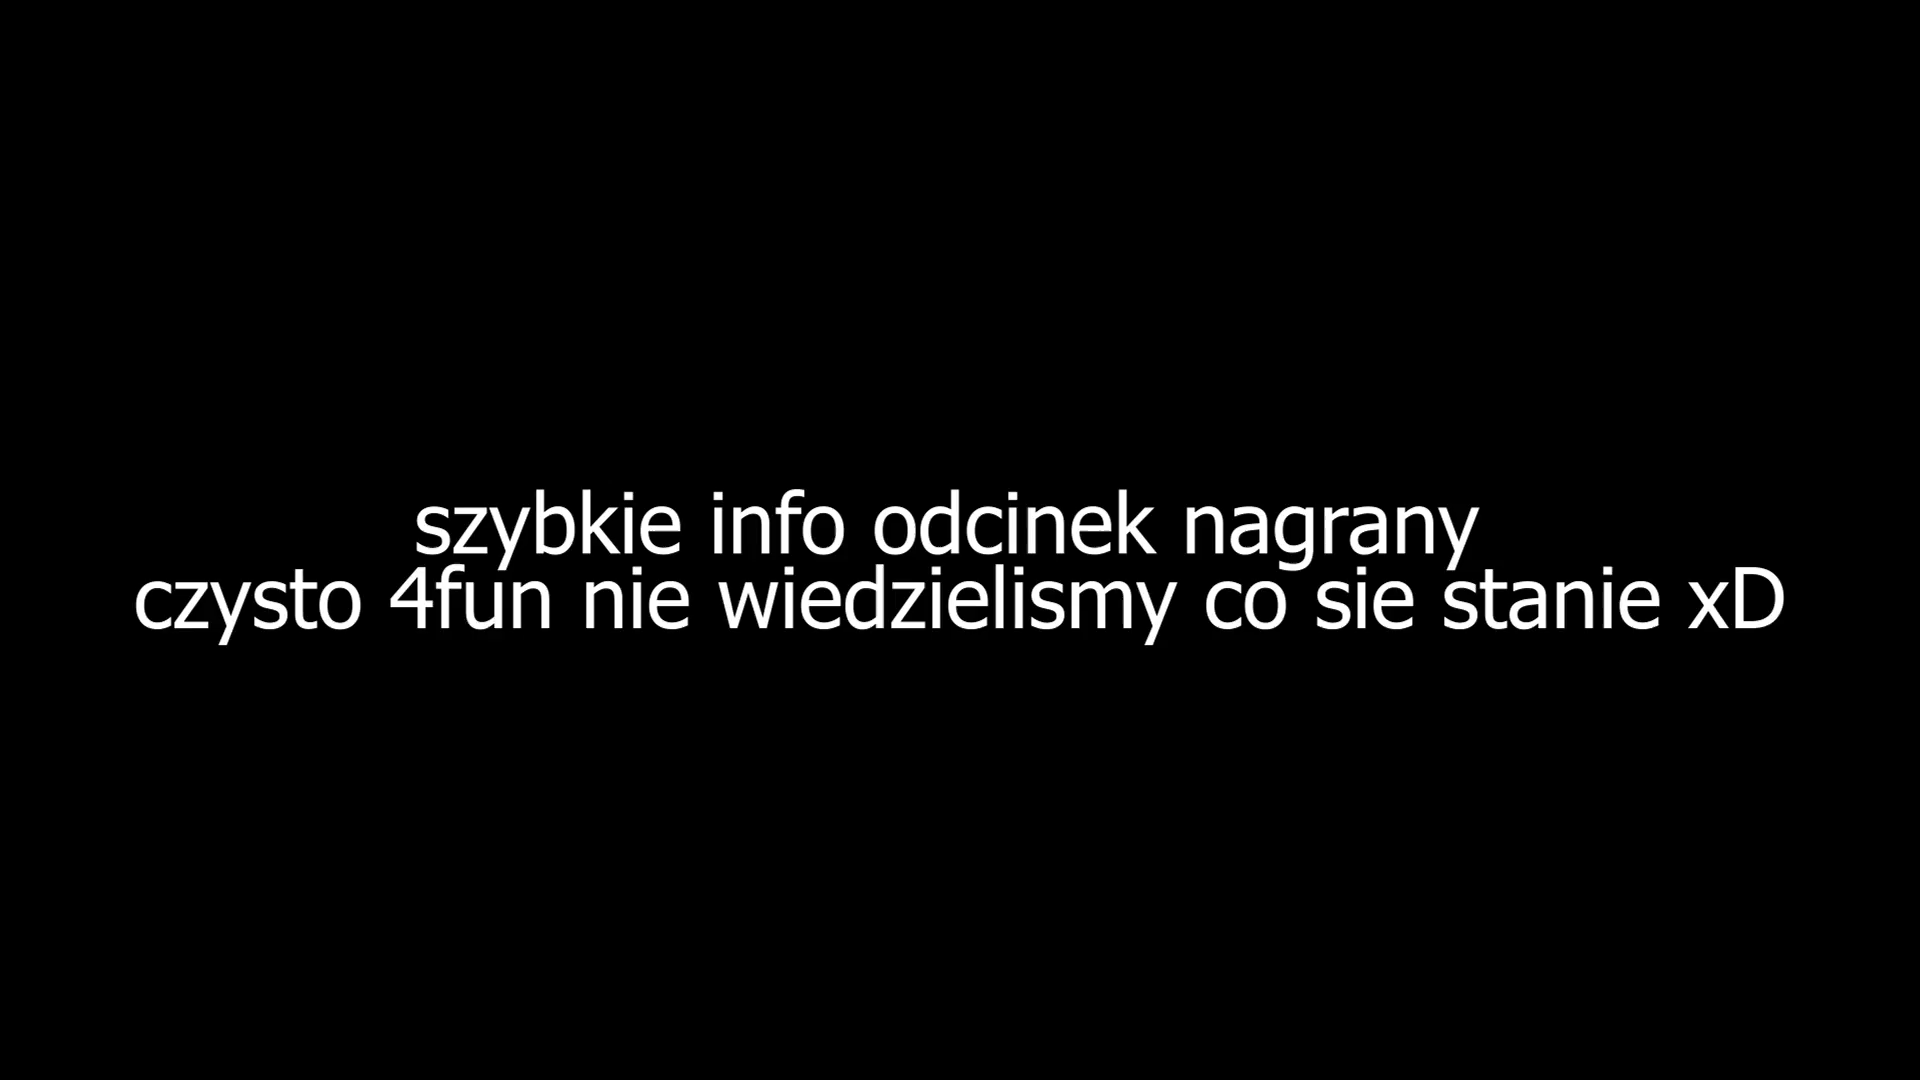 szybkie info odcinek nagrany
czysto 4fun nie wiedzielismy co sie stanie xD